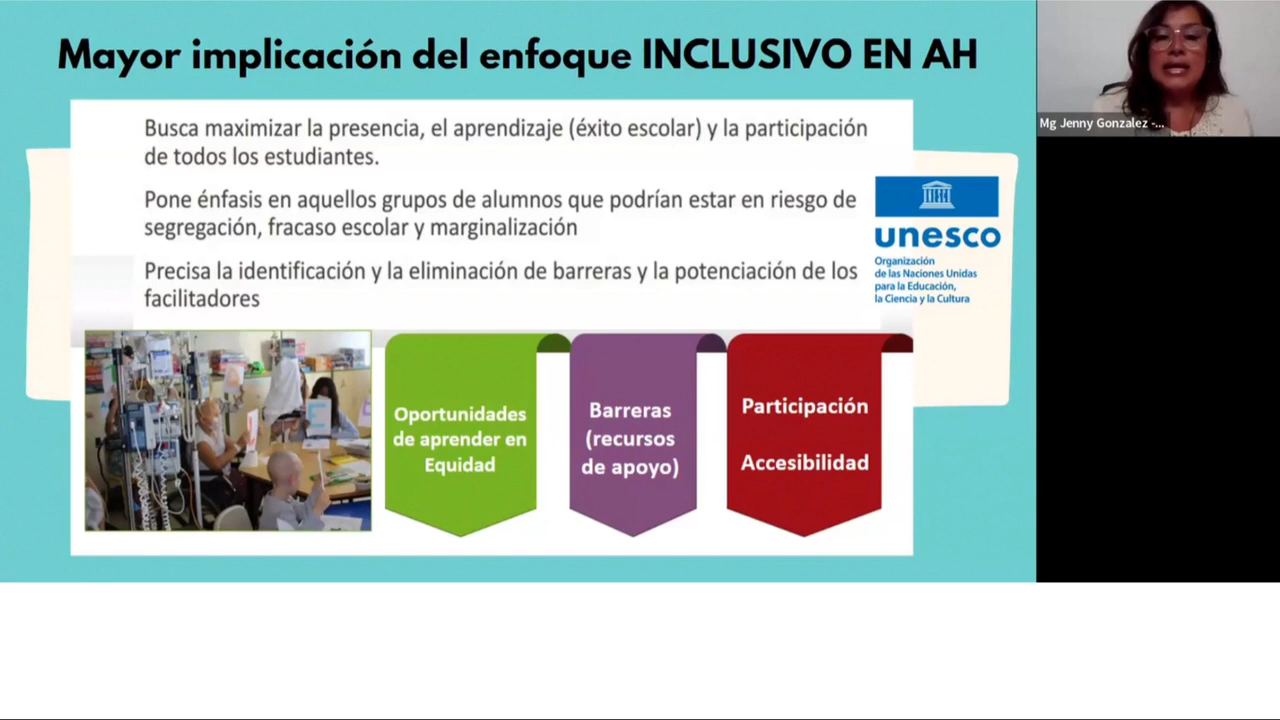 Mayor implicación del enfoque INCLUSIVO EN AH
Busca maximizar la presencia, el aprendizaje (éxito escolar) y la participación
de todos los estudiantes.
Pone énfasis en aquellos grupos de alumnos que podrían estar en riesgo de
segregación, fracaso escolar y marginalización
Precisa la identificación y la eliminación de barreras y la potenciación de los
facilitadores
unesco
Organización
de las Naciones Unidas
para la Educación,
la Ciencia y la Cultura
Oportunidades
de aprender en
Equidad
Barreras
(recursos
de apoyo)
Participación
Accesibilidad
Mg Jenny Gonzalez -...